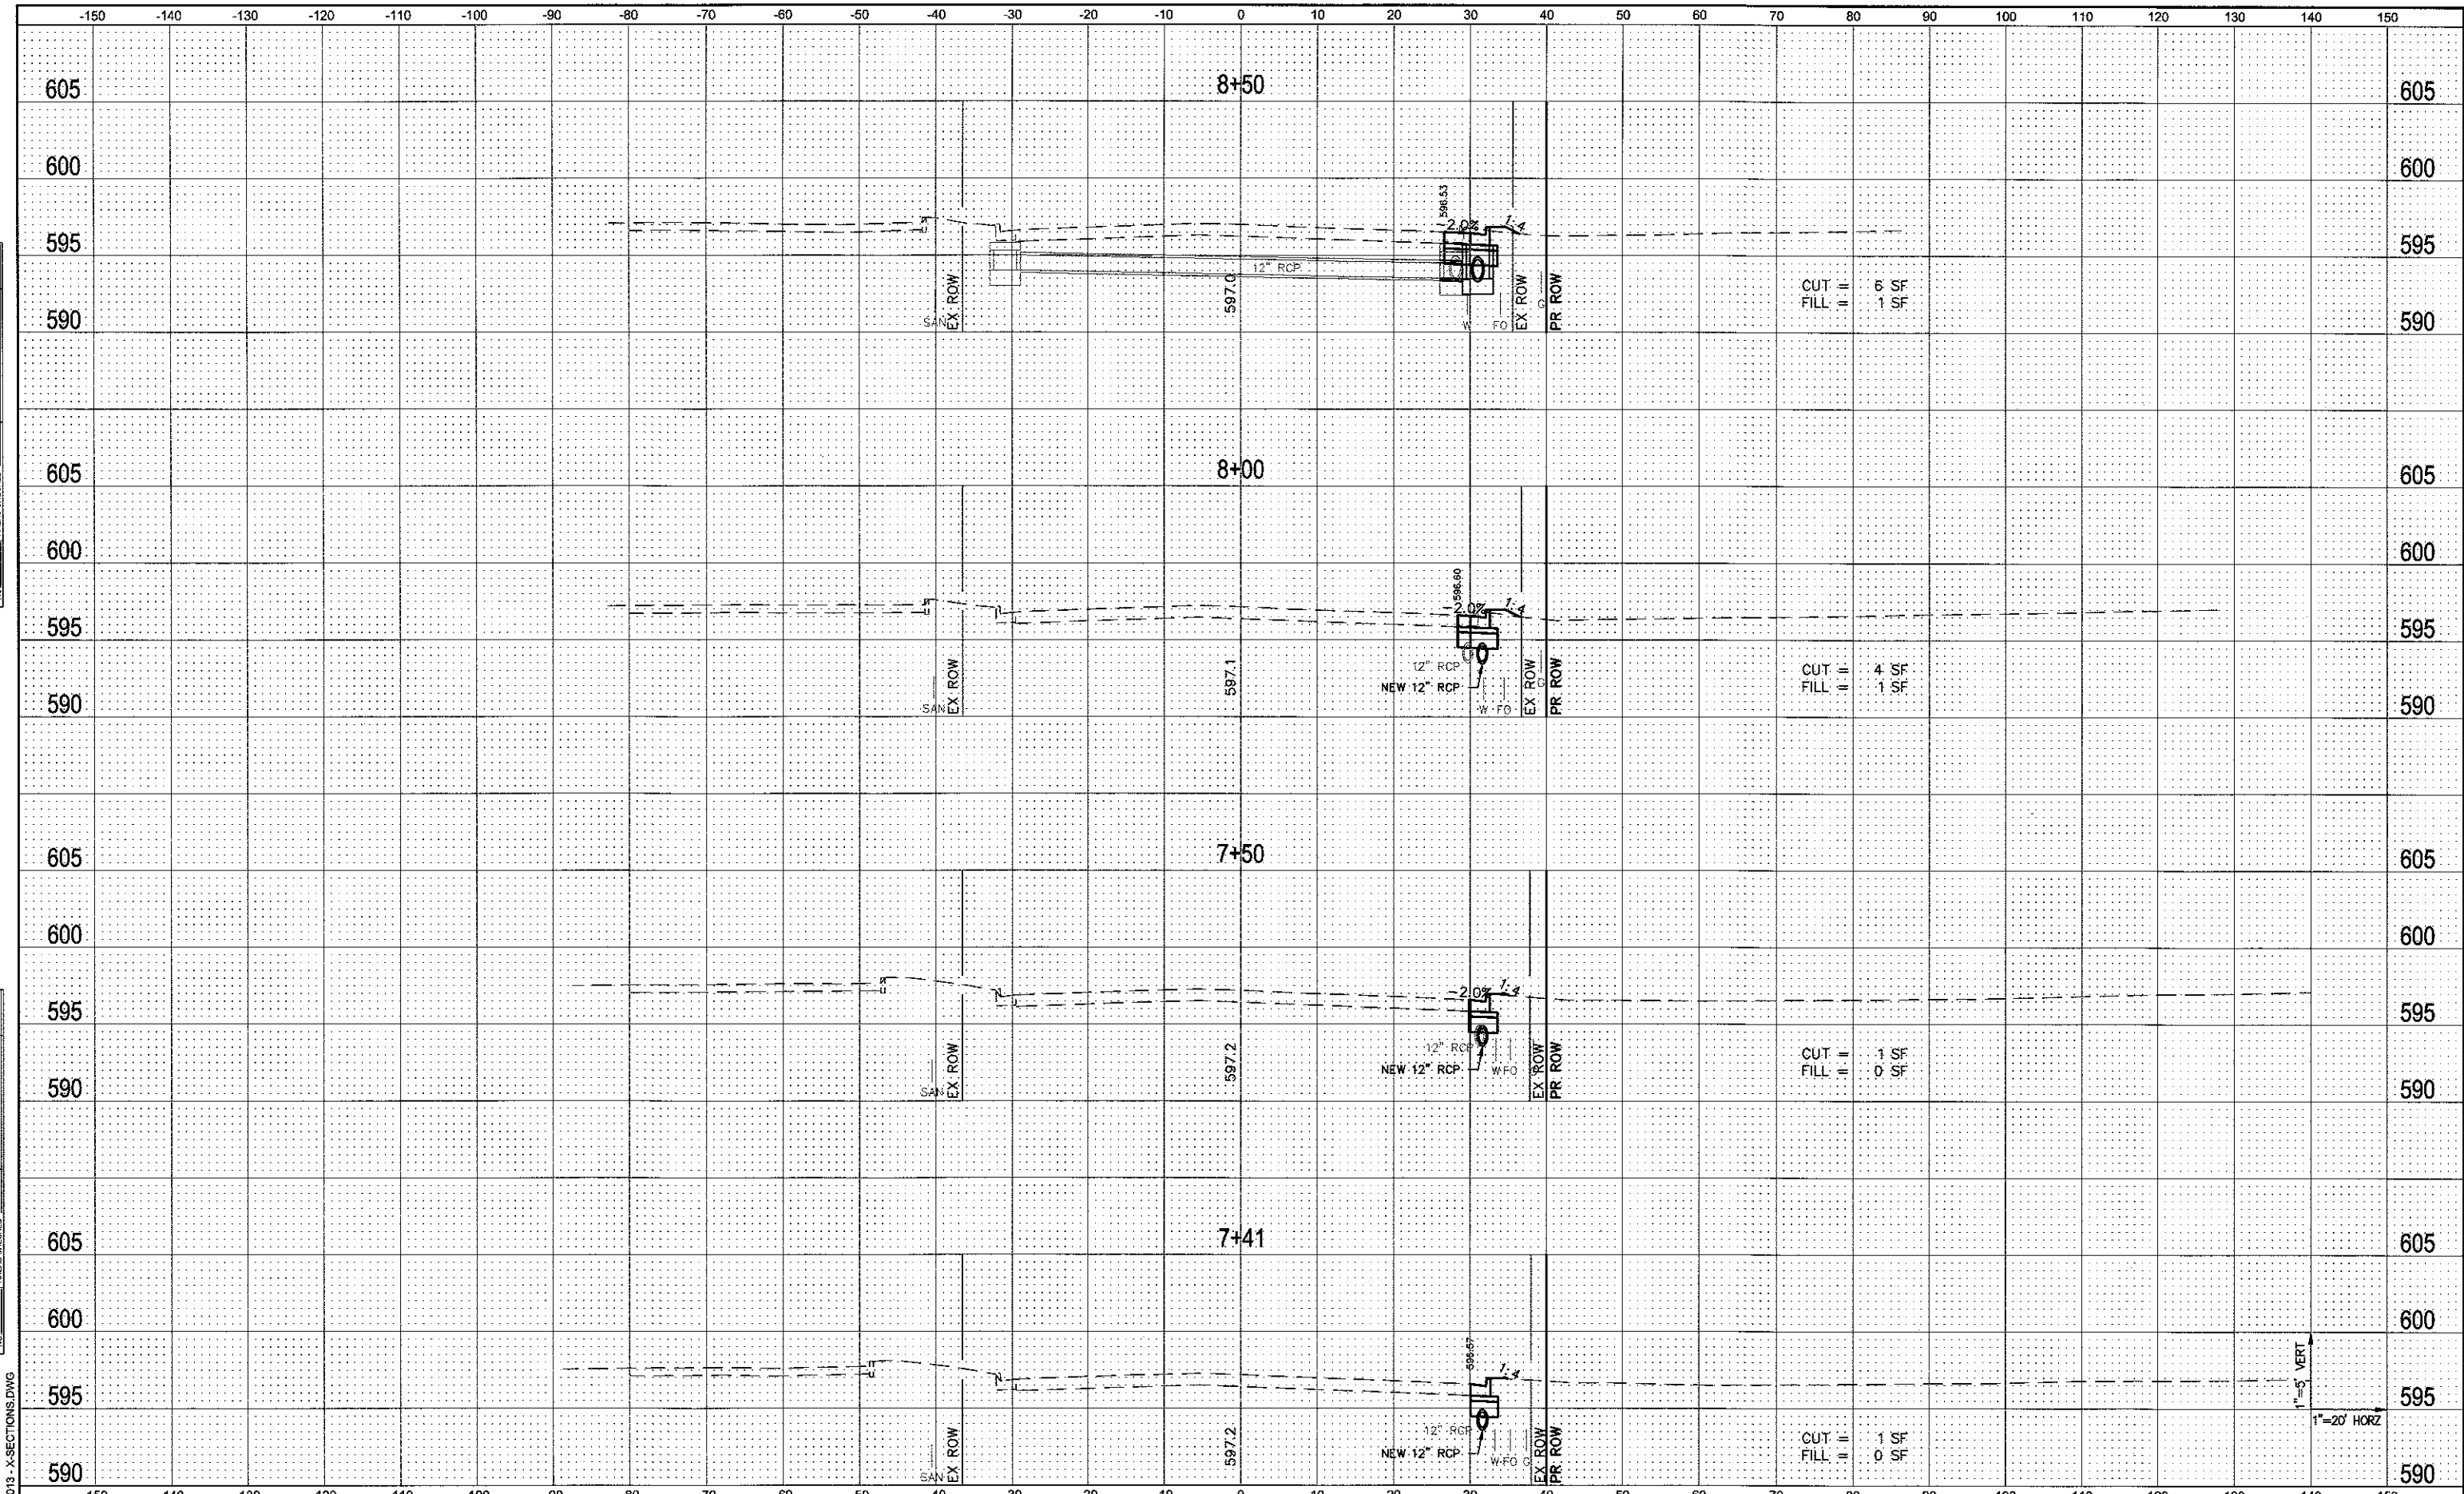 -150 -140 -130 -120 -110 -100 -90 -80 -70 -60 -50 -40 -30 -20 -10 0 10 20 30 40 50 60 70 80 90 100 110 120 130 140 150
8+50
605 605
600 600
596.53
-2.0% 1:4
595 595
12" RCP
597.0
CUT = 6 SF
FILL = 1 SF
SAN EX ROW W FO EX ROW G PR ROW
590 590
8+00
605 605
600 600
596.60
-2.0% 1:4
595 595
597.1
12" RCP
NEW 12" RCP
CUT = 4 SF
FILL = 1 SF
SAN EX ROW W FO EX ROW G PR ROW
590 590
7+50
605 605
600 600
-2.0% 1:4
595 595
597.2
12" RCP
NEW 12" RCP
CUT = 1 SF
FILL = 0 SF
SAN EX ROW W FO EX ROW PR ROW
590 590
7+41
605 605
600 600
596.57
1:4
595 595
597.2
12" RCP
NEW 12" RCP
CUT = 1 SF
FILL = 0 SF
SAN EX ROW W FO G EX ROW PR ROW
590 590
1"=5' VERT
1"=20' HORZ
013 - X-SECTIONS.DWG